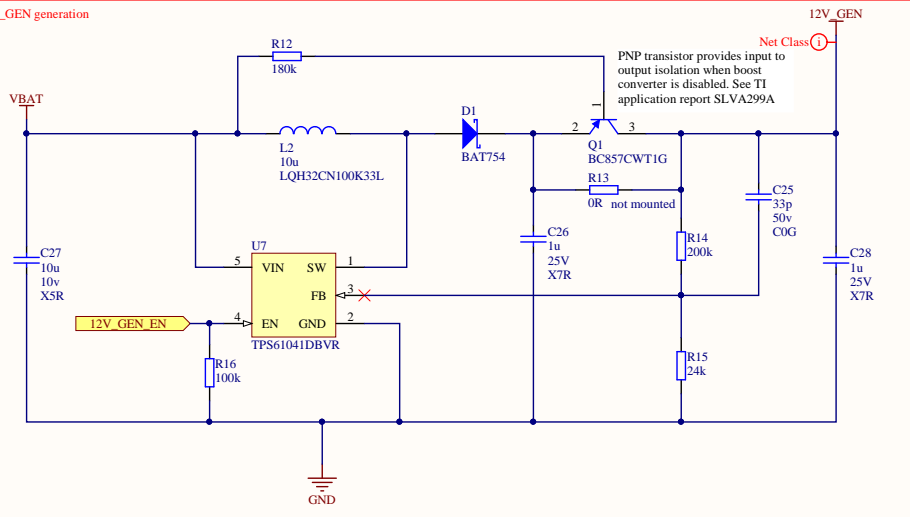 _GEN generation
12V_GEN
Net Class
i
R12
180k
PNP transistor provides input to
output isolation when boost
converter is disabled. See TI
application report SLVA299A
VBAT
1
D1
2
3
BAT754
Q1
BC857CWT1G
L2
10u
LQH32CN100K33L
R13
0R not mounted
C25
33p
50v
C0G
C26
1u
25V
X7R
R14
200k
C27
10u
10v
X5R
C28
1u
25V
X7R
U7
5 VIN SW 1
FB 3
4 EN GND 2
TPS61041DBVR
12V_GEN_EN
R16
100k
R15
24k
GND